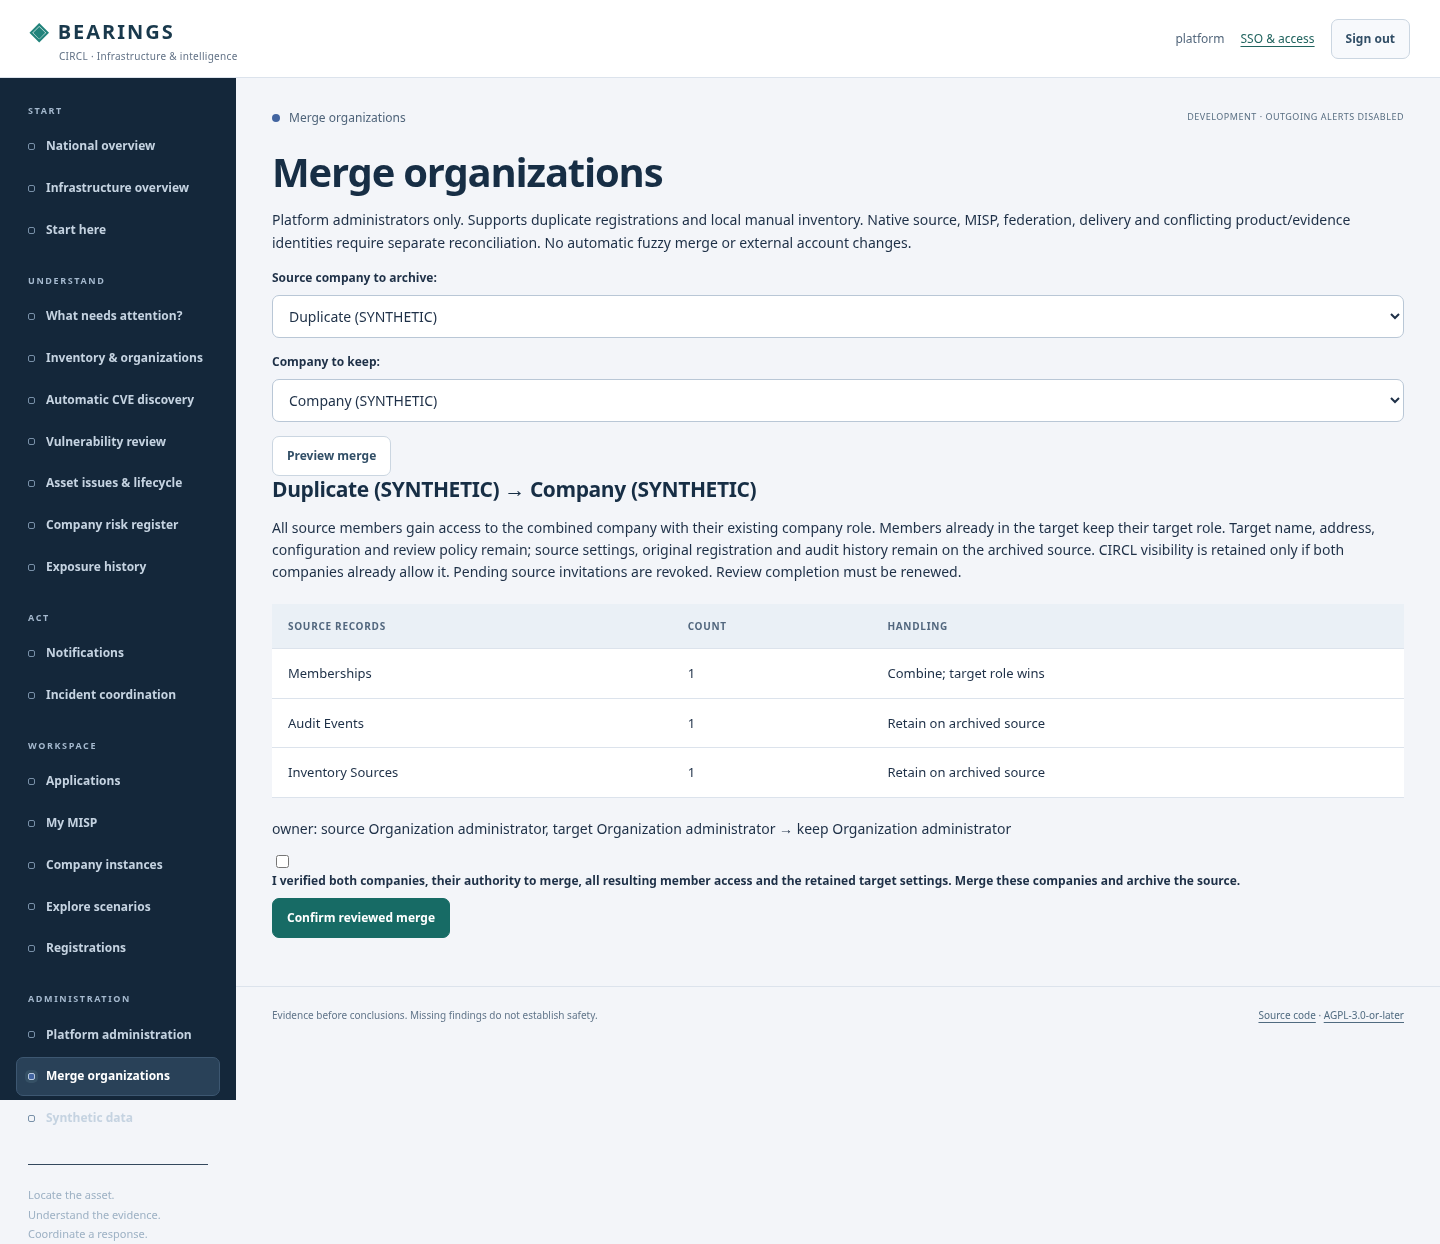 BEARINGS
CIRCL · Infrastructure & intelligence
platform
SSO & access
Sign out
START
National overview
Infrastructure overview
Start here
UNDERSTAND
What needs attention?
Inventory & organizations
Automatic CVE discovery
Vulnerability review
Asset issues & lifecycle
Company risk register
Exposure history
ACT
Notifications
Incident coordination
WORKSPACE
Applications
My MISP
Company instances
Explore scenarios
Registrations
ADMINISTRATION
Platform administration
Merge organizations
Synthetic data
Locate the asset.
Understand the evidence.
Coordinate a response.
Merge organizations
DEVELOPMENT · OUTGOING ALERTS DISABLED
Merge organizations
Platform administrators only. Supports duplicate registrations and local manual inventory. Native source, MISP, federation, delivery and conflicting product/evidence
identities require separate reconciliation. No automatic fuzzy merge or external account changes.
Source company to archive:
Duplicate (SYNTHETIC)
Company to keep:
Company (SYNTHETIC)
Preview merge
Duplicate (SYNTHETIC) → Company (SYNTHETIC)
All source members gain access to the combined company with their existing company role. Members already in the target keep their target role. Target name, address,
configuration and review policy remain; source settings, original registration and audit history remain on the archived source. CIRCL visibility is retained only if both
companies already allow it. Pending source invitations are revoked. Review completion must be renewed.
SOURCE RECORDS COUNT HANDLING
Memberships 1 Combine; target role wins
Audit Events 1 Retain on archived source
Inventory Sources 1 Retain on archived source
owner: source Organization administrator, target Organization administrator → keep Organization administrator
I verified both companies, their authority to merge, all resulting member access and the retained target settings. Merge these companies and archive the source.
Confirm reviewed merge
Evidence before conclusions. Missing findings do not establish safety.
Source code · AGPL-3.0-or-later